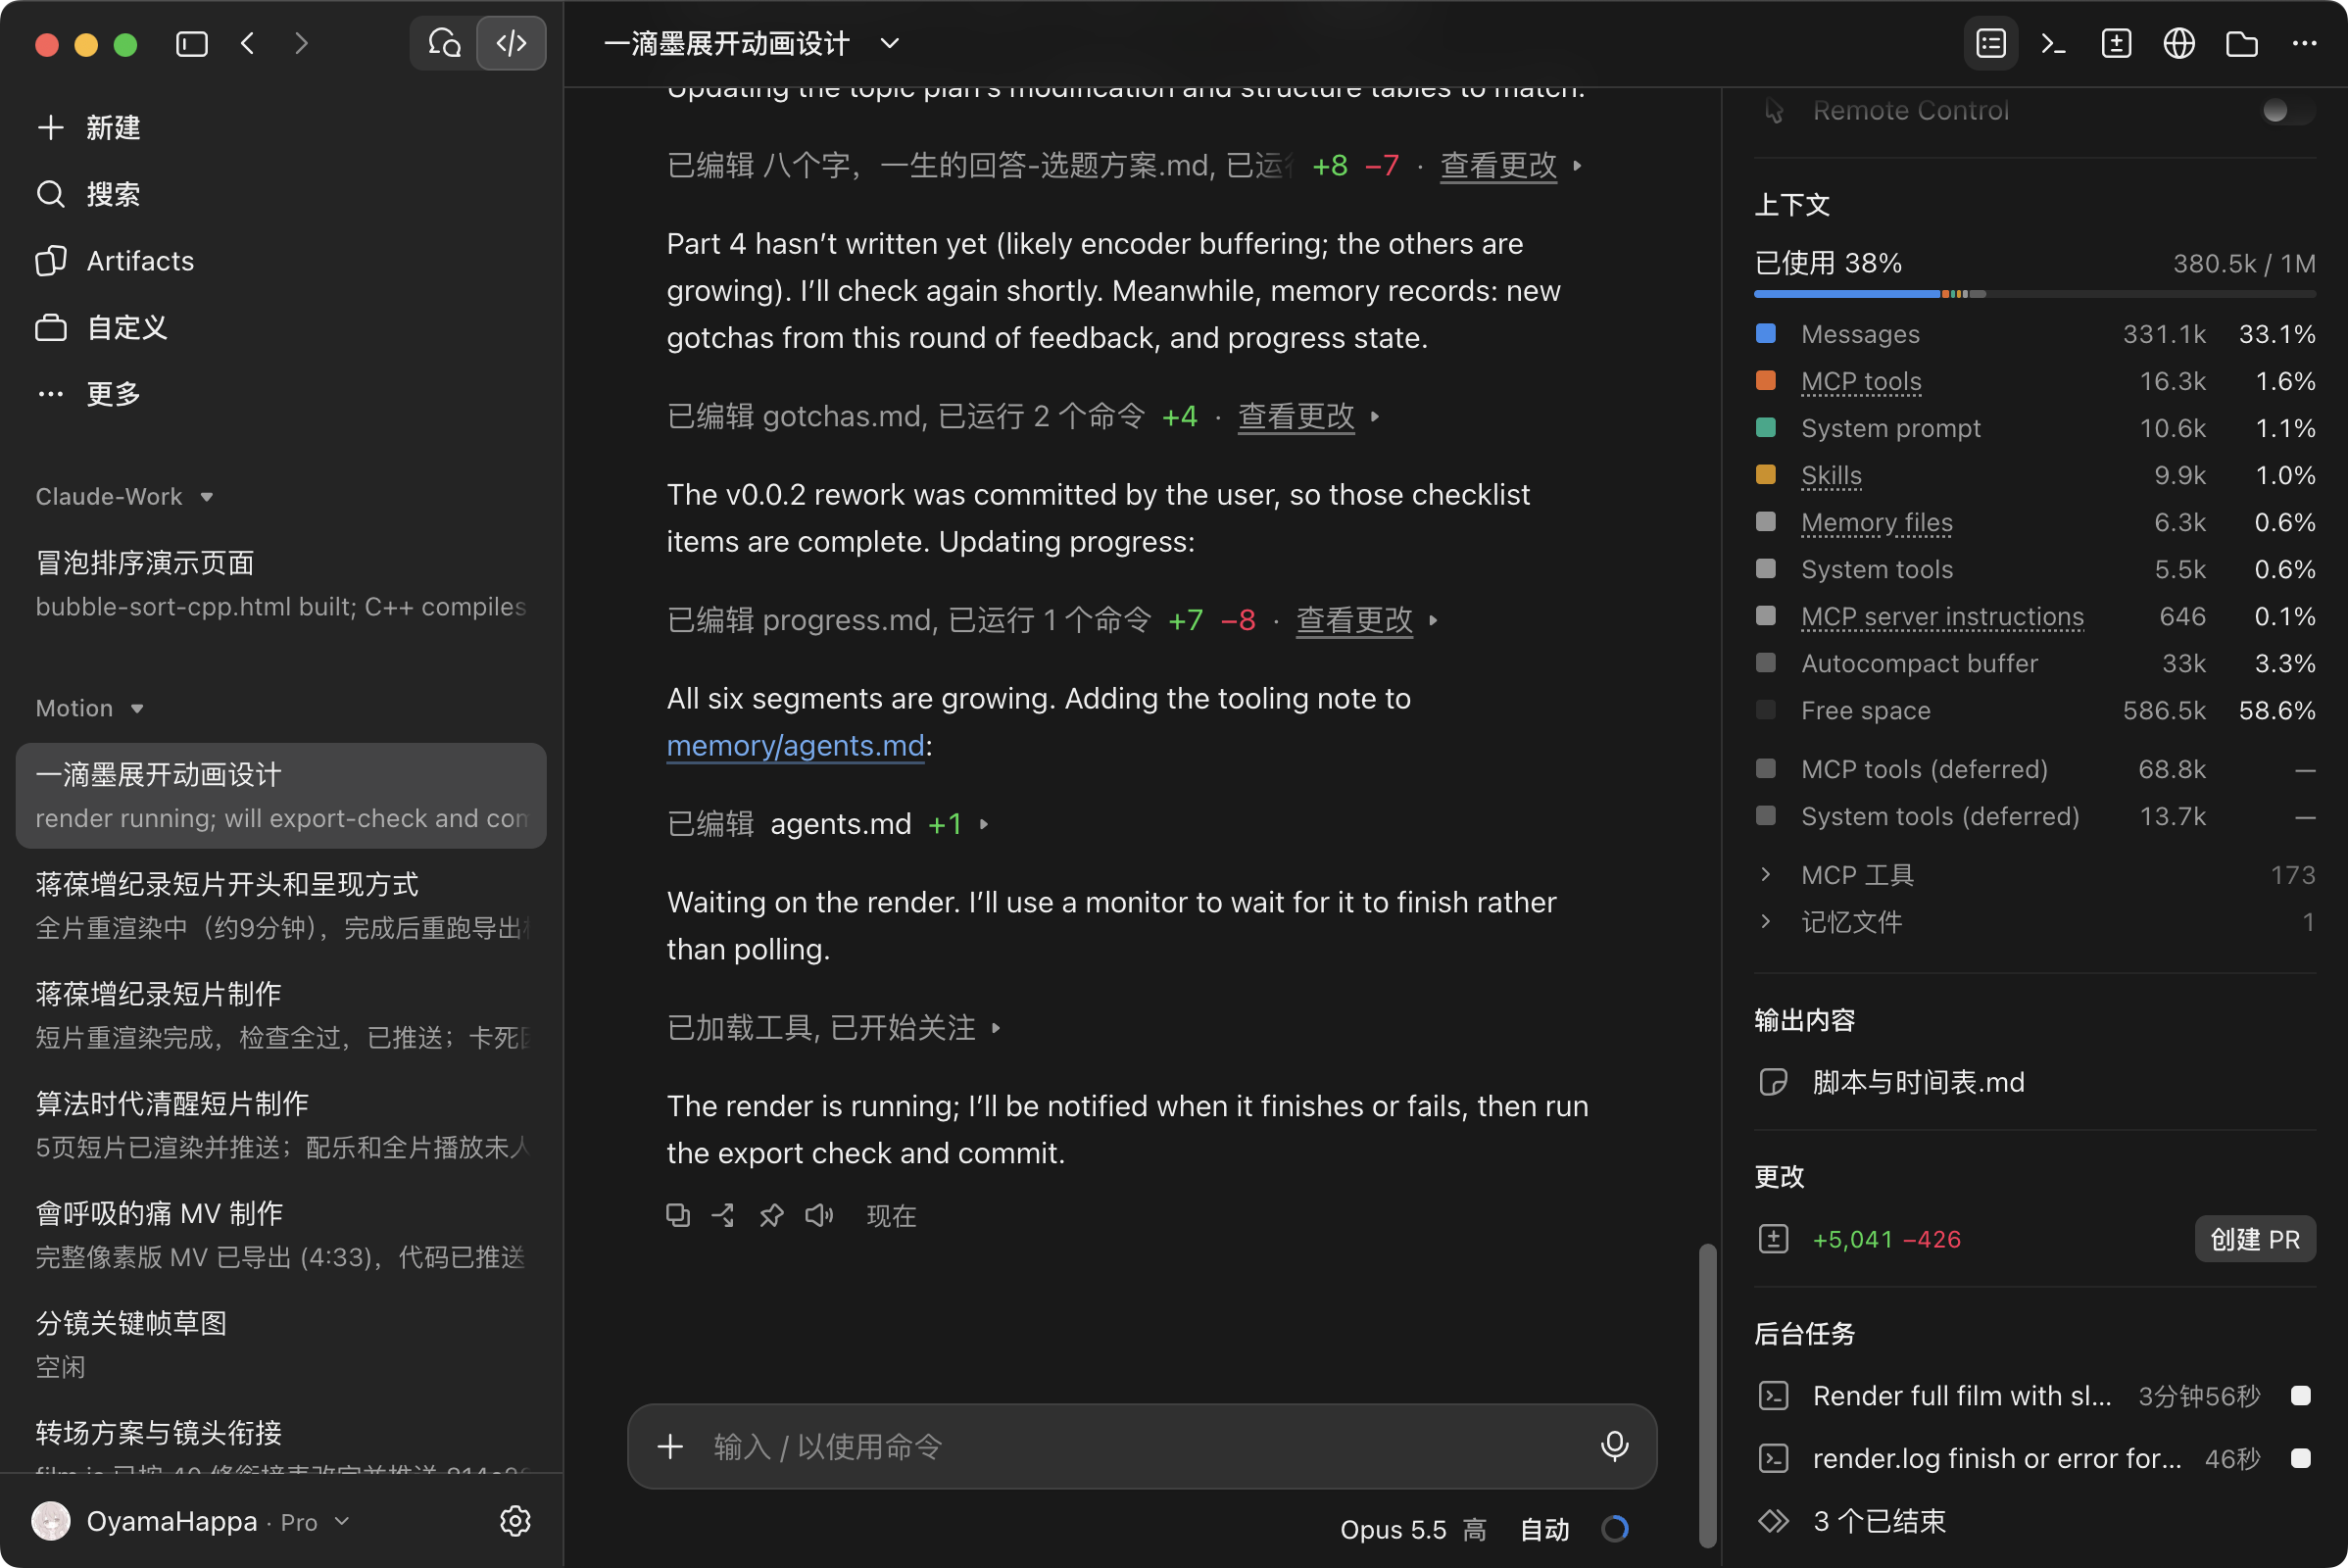 新建
搜索
Artifacts
自定义
更多
Claude-Work
冒泡排序演示页面
bubble-sort-cpp.html built; C++ compiles
Motion
一滴墨展开动画设计
render running; will export-check and com
蒋葆增纪录短片开头和呈现方式
全片重渲染中（约9分钟），完成后重跑导出
蒋葆增纪录短片制作
短片重渲染完成，检查全过，已推送；卡死
算法时代清醒短片制作
5页短片已渲染并推送；配乐和全片播放未
會呼吸的痛 MV 制作
完整像素版 MV 已导出 (4:33)，代码已推送
分镜关键帧草图
空闲
转场方案与镜头衔接
OyamaHappa · Pro
一滴墨展开动画设计
Updating the topic plan's modification and structure tables to match:
已编辑 八个字，一生的回答-选题方案.md, 已运 +8 −7 · 查看更改
Part 4 hasn’t written yet (likely encoder buffering; the others are
growing). I’ll check again shortly. Meanwhile, memory records: new
gotchas from this round of feedback, and progress state.
已编辑 gotchas.md, 已运行 2 个命令 +4 · 查看更改
The v0.0.2 rework was committed by the user, so those checklist
items are complete. Updating progress:
已编辑 progress.md, 已运行 1 个命令 +7 −8 · 查看更改
All six segments are growing. Adding the tooling note to
memory/agents.md:
已编辑 agents.md +1
Waiting on the render. I’ll use a monitor to wait for it to finish rather
than polling.
已加载工具, 已开始关注
The render is running; I’ll be notified when it finishes or fails, then run
the export check and commit.
现在
输入 / 以使用命令
Opus 5.5 高 自动
Remote Control
上下文
已使用 38% 380.5k / 1M
Messages 331.1k 33.1%
MCP tools 16.3k 1.6%
System prompt 10.6k 1.1%
Skills 9.9k 1.0%
Memory files 6.3k 0.6%
System tools 5.5k 0.6%
MCP server instructions 646 0.1%
Autocompact buffer 33k 3.3%
Free space 586.5k 58.6%
MCP tools (deferred) 68.8k —
System tools (deferred) 13.7k —
MCP 工具 173
记忆文件 1
输出内容
脚本与时间表.md
更改
+5,041 −426 创建 PR
后台任务
Render full film with sl... 3分钟56秒
render.log finish or error for... 46秒
3 个已结束